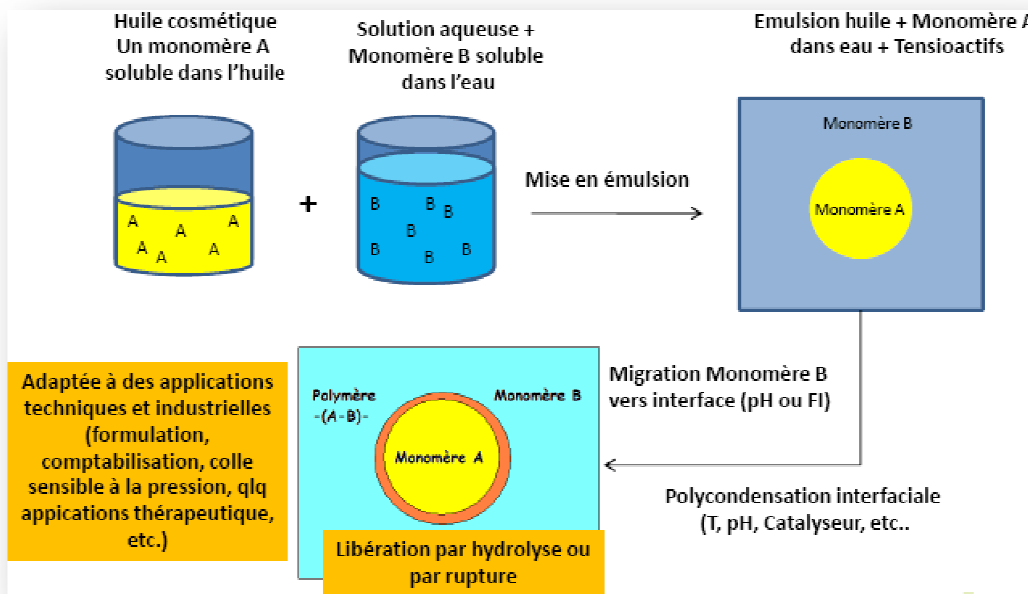 Huile cosmétique
Un monomère A
soluble dans l'huile
Solution aqueuse +
Monomère B soluble
dans l'eau
Emulsion huile + Monomère A
dans eau + Tensioactifs
A
A
A
A
A
A
+
B
B
B
B
B
B
B
Mise en émulsion
Monomère B
Monomère A
Migration Monomère B
vers interface (pH ou FI)
Polycondensation interfaciale
(T, pH, Catalyseur, etc..
Polymère
-(A-B)-
Monomère B
Monomère A
Libération par hydrolyse ou
par rupture
Adaptée à des applications
techniques et industrielles
(formulation,
comptabilisation, colle
sensible à la pression, qlq
appications thérapeutique,
etc.)